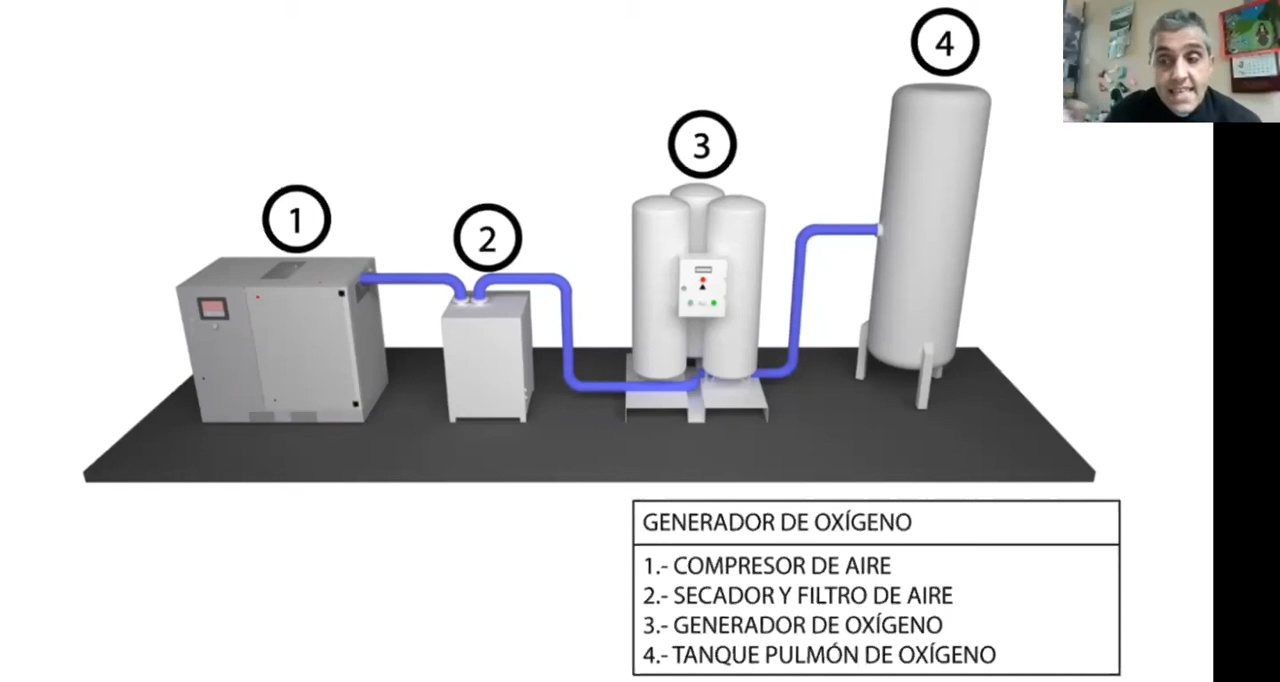 4
3
1
2
GENERADOR DE OXÍGENO
1.- COMPRESOR DE AIRE
2.- SECADOR Y FILTRO DE AIRE
3.- GENERADOR DE OXÍGENO
4.- TANQUE PULMÓN DE OXÍGENO